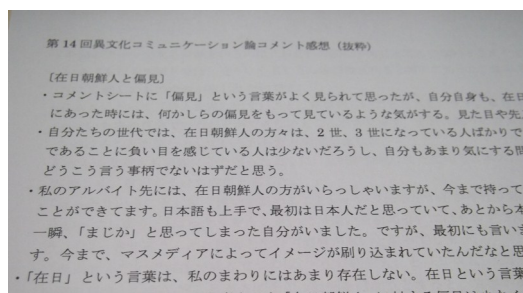 第14回異文化コミュニケーション論コメント感想（抜粋）
〔在日朝鮮人と偏見〕
・コメントシートに「偏見」という言葉がよく見られて思ったが、自分自身も、在日
にあった時には、何かしらの偏見をもって見ているような気がする。見た目や先
・自分たちの世代では、在日朝鮮人の方々は、2世、3世になっている人ばかりで
であることに負い目を感じている人は少ないだろうし、自分もあまり気にする問
どうこう言う事柄でないはずだと思う。
・私のアルバイト先には、在日朝鮮人の方がいらっしゃいますが、今まで持って
ことができてます。日本語も上手で、最初は日本人だと思っていて、あとから本
一瞬、「まじか」と思ってしまった自分がいました。ですが、最初にも言いま
す。今まで、マスメディアによってイメージが刷り込まれていたんだなと思
・「在日」という言葉は、私のまわりにはあまり存在しない。在日という言葉